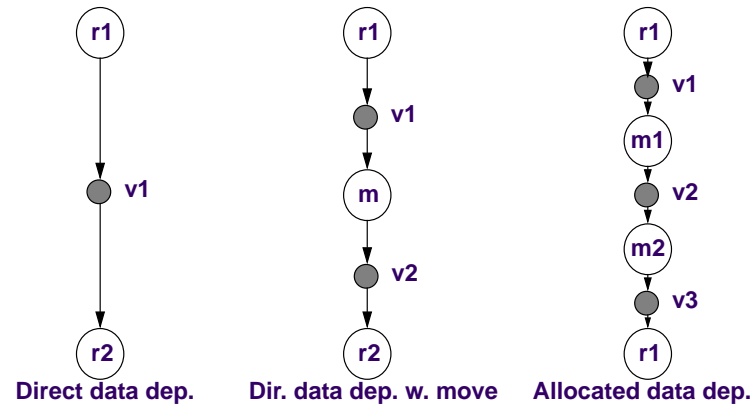 r1
v1
r2
Direct data dep.
r1
v1
m
v2
r2
Dir. data dep. w. move
r1
v1
m1
v2
m2
v3
r1
Allocated data dep.